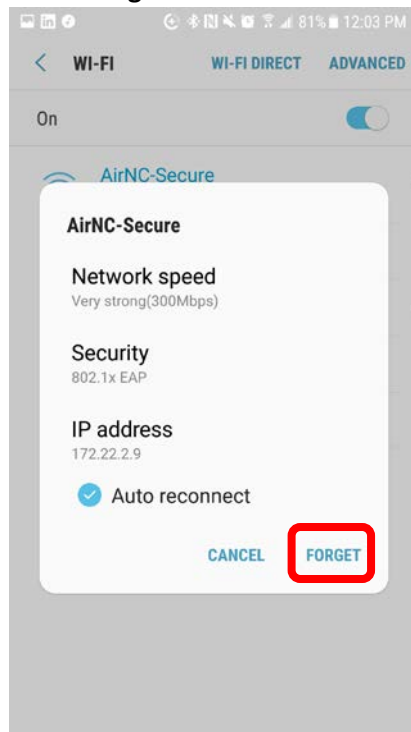 81% 12:03 PM
< WI-FI WI-FI DIRECT ADVANCED
On
AirNC-Secure
AirNC-Secure
Network speed
Very strong(300Mbps)
Security
802.1x EAP
IP address
172.22.2.9
Auto reconnect
CANCEL FORGET